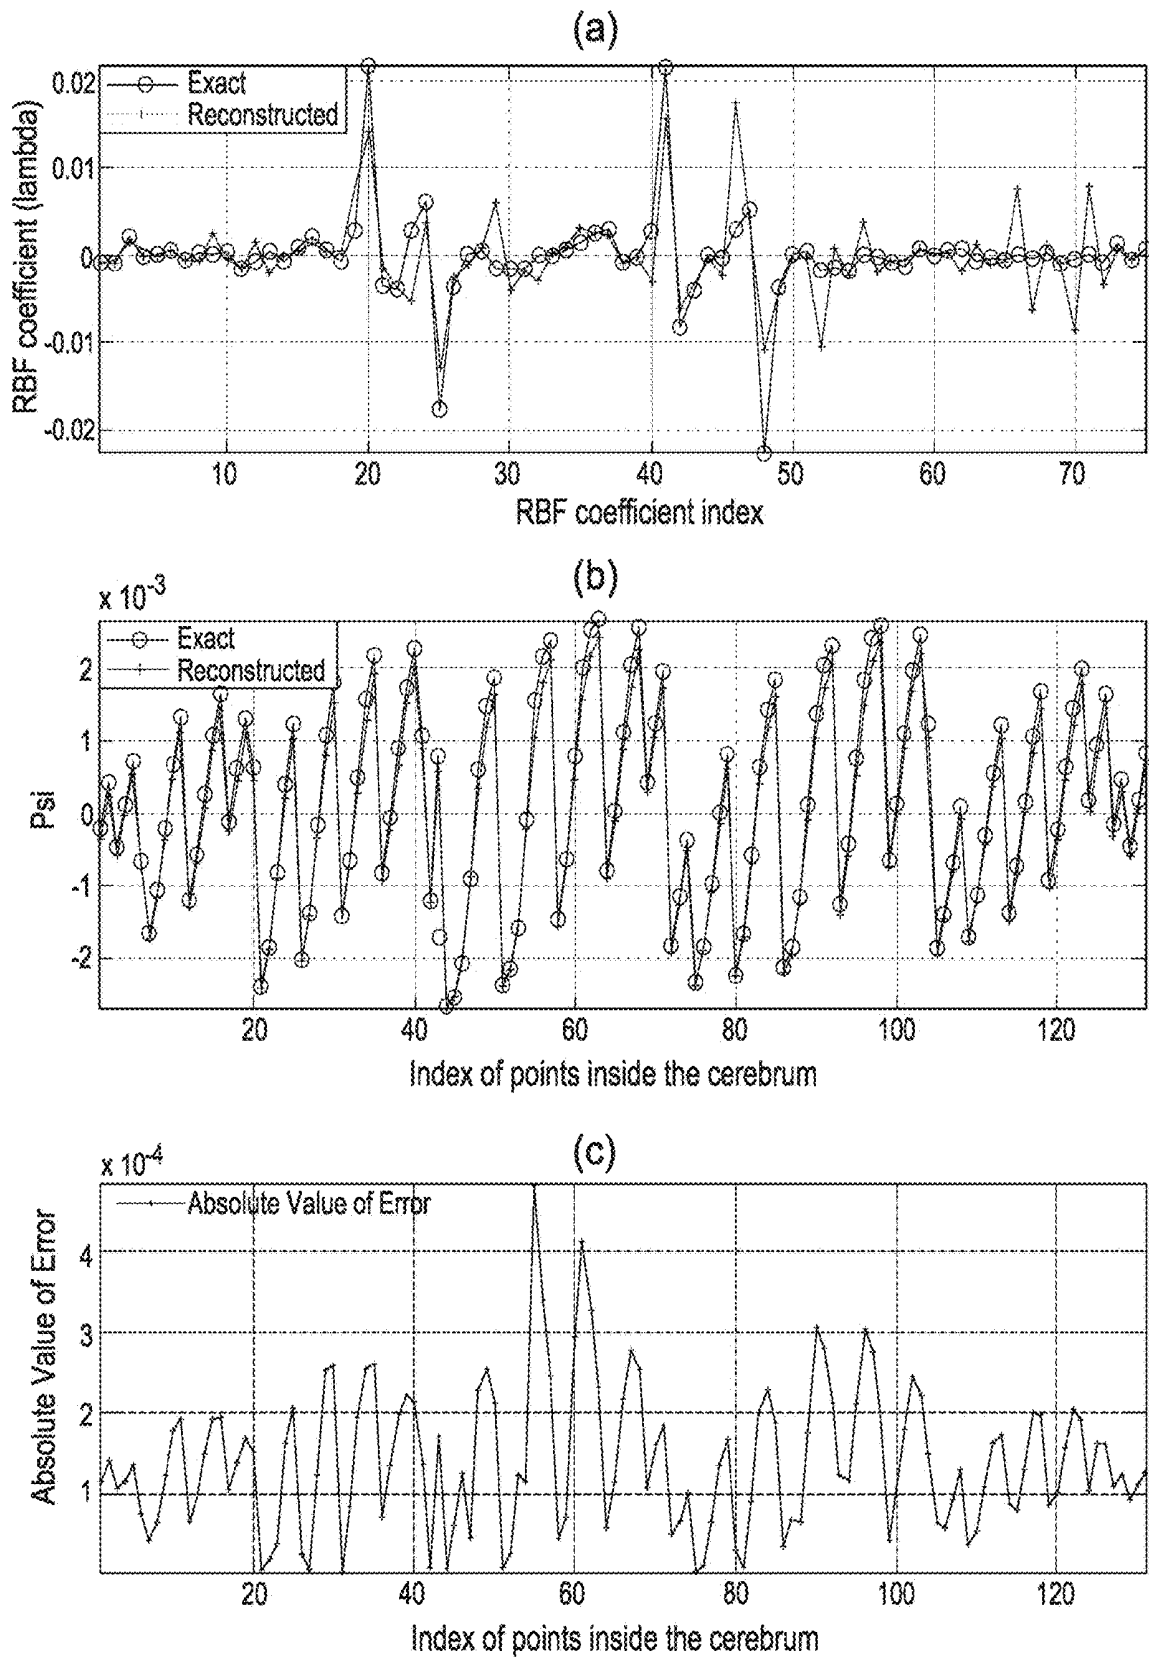 (a)
0.02
0.01
0
-0.01
-0.02
Exact
Reconstructed
RBF coefficient (lambda)
10 20 30 40 50 60 70
RBF coefficient index
(b)
x 10-3
Exact
Reconstructed
2
1
0
-1
-2
Psi
20 40 60 80 100 120
Index of points inside the cerebrum
(c)
x 10-4
Absolute Value of Error
4
3
2
1
Absolute Value of Error
20 40 60 80 100 120
Index of points inside the cerebrum